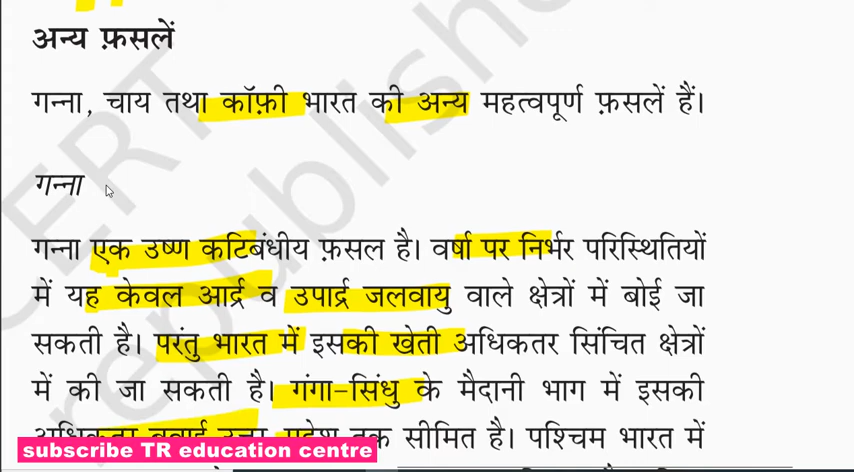 अन्य फ़सलें
गन्ना, चाय तथा कॉफ़ी भारत की अन्य महत्वपूर्ण फ़सलें हैं।
गन्ना
गन्ना एक उष्ण कटिबंधीय फ़सल है। वर्षा पर निर्भर परिस्थितियों
में यह केवल आर्द्र व उपार्द्र जलवायु वाले क्षेत्रों में बोई जा
सकती है। परंतु भारत में इसकी खेती अधिकतर सिंचित क्षेत्रों
में की जा सकती है। गंगा-सिंधु के मैदानी भाग में इसकी
तक सीमित है। पश्चिम भारत में
subscribe TR education centre